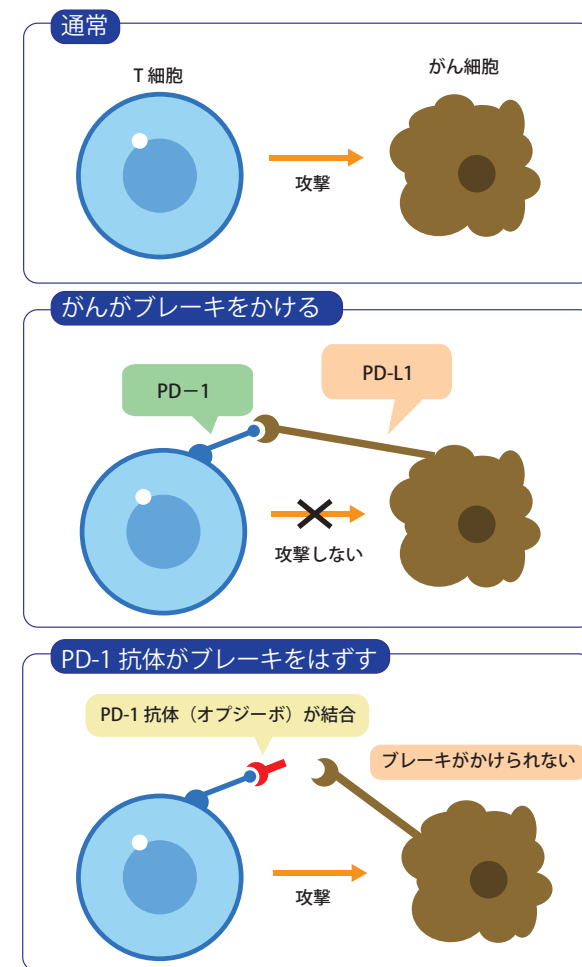 通常
T 細胞
がん細胞
攻撃
がんがブレーキをかける
PD－1
PD-L1
攻撃しない
PD-1 抗体がブレーキをはずす
PD-1 抗体（オプジーボ）が結合
ブレーキがかけられない
攻撃